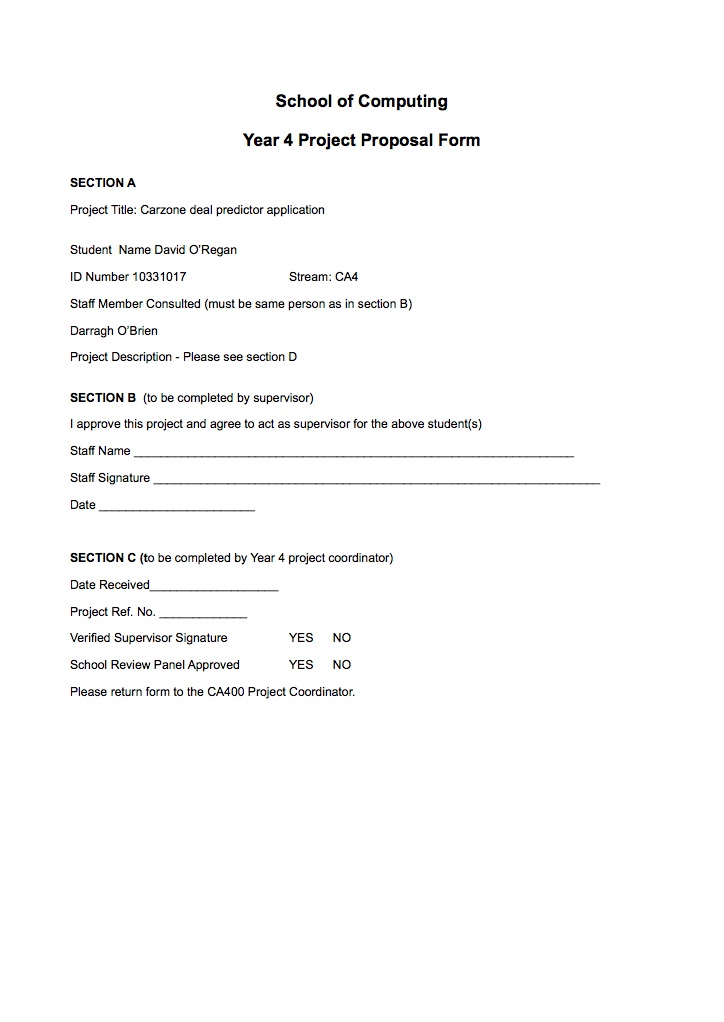 School of Computing
Year 4 Project Proposal Form
SECTION A
Project Title: Carzone deal predictor application
Student  Name David O'Regan
ID Number 10331017 Stream: CA4
Staff Member Consulted (must be same person as in section B)
Darragh O’Brien
Project Description - Please see section D
SECTION B  (to be completed by supervisor)
I approve this project and agree to act as supervisor for the above student(s)
Staff Name ____________________________________________________________________
Staff Signature _____________________________________________________________________
Date ________________________
SECTION C (to be completed by Year 4 project coordinator)
Date Received____________________
Project Ref. No. _____________
Verified Supervisor Signature YES NO
School Review Panel Approved YES NO
Please return form to the CA400 Project Coordinator.